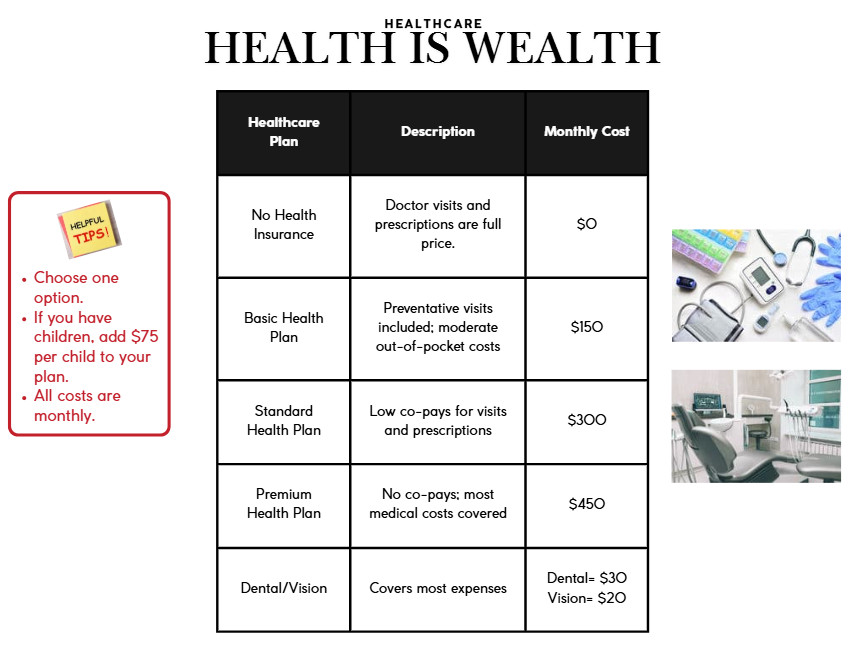 HEALTHCARE
HEALTH IS WEALTH
Healthcare
Plan
Description
Monthly Cost
No Health
Insurance
Doctor visits and
prescriptions are full
price.
$0
Basic Health
Plan
Preventative visits
included; moderate
out-of-pocket costs
$150
Standard
Health Plan
Low co-pays for visits
and prescriptions
$300
Premium
Health Plan
No co-pays; most
medical costs covered
$450
Dental/Vision
Covers most expenses
Dental= $30
Vision= $20
HELPFUL
TIPS!
• Choose one
option.
• If you have
children, add $75
per child to your
plan.
• All costs are
monthly.